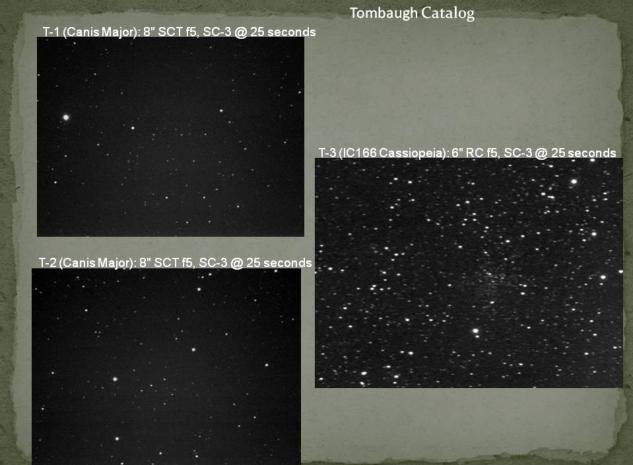 Tombaugh Catalog
T-1 (Canis Major): 8" SCT f5, SC-3 @ 25 seconds
T-3 (IC166 Cassiopeia): 6" RC f5, SC-3 @ 25 seconds
T-2 (Canis Major): 8" SCT f5, SC-3 @ 25 seconds